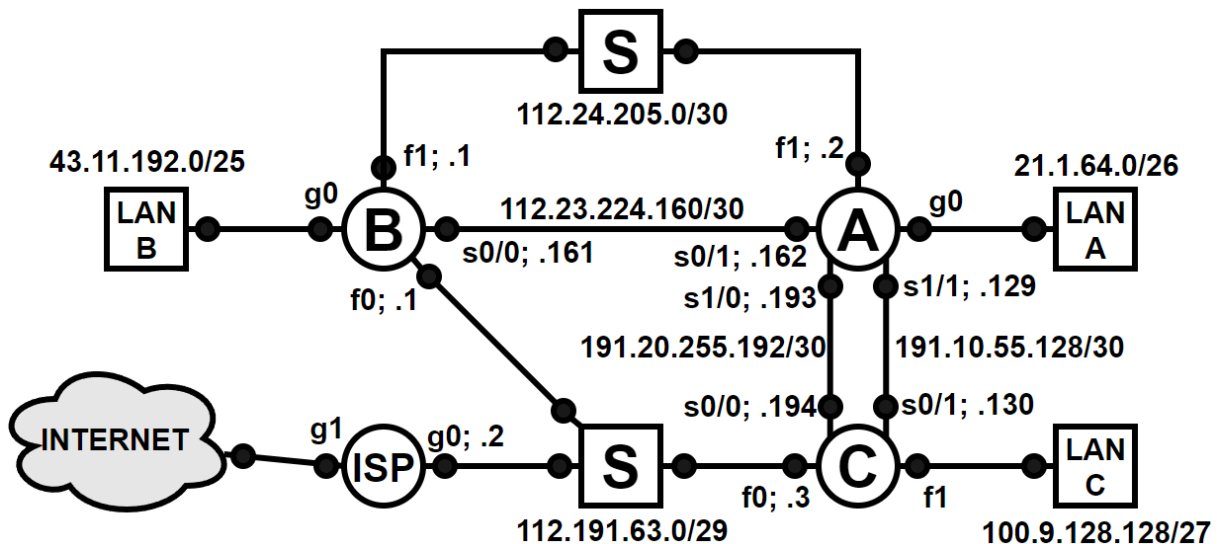 S
112.24.205.0/30
43.11.192.0/25
f1; .1
f1; .2
21.1.64.0/26
LAN
B
g0
B
112.23.224.160/30
A
g0
LAN
A
s0/0; .161
s0/1; .162
f0; .1
s1/0; .193
s1/1; .129
191.20.255.192/30
191.10.55.128/30
s0/0; .194
s0/1; .130
INTERNET
g1
ISP
g0; .2
S
f0; .3
C
f1
LAN
C
112.191.63.0/29
100.9.128.128/27